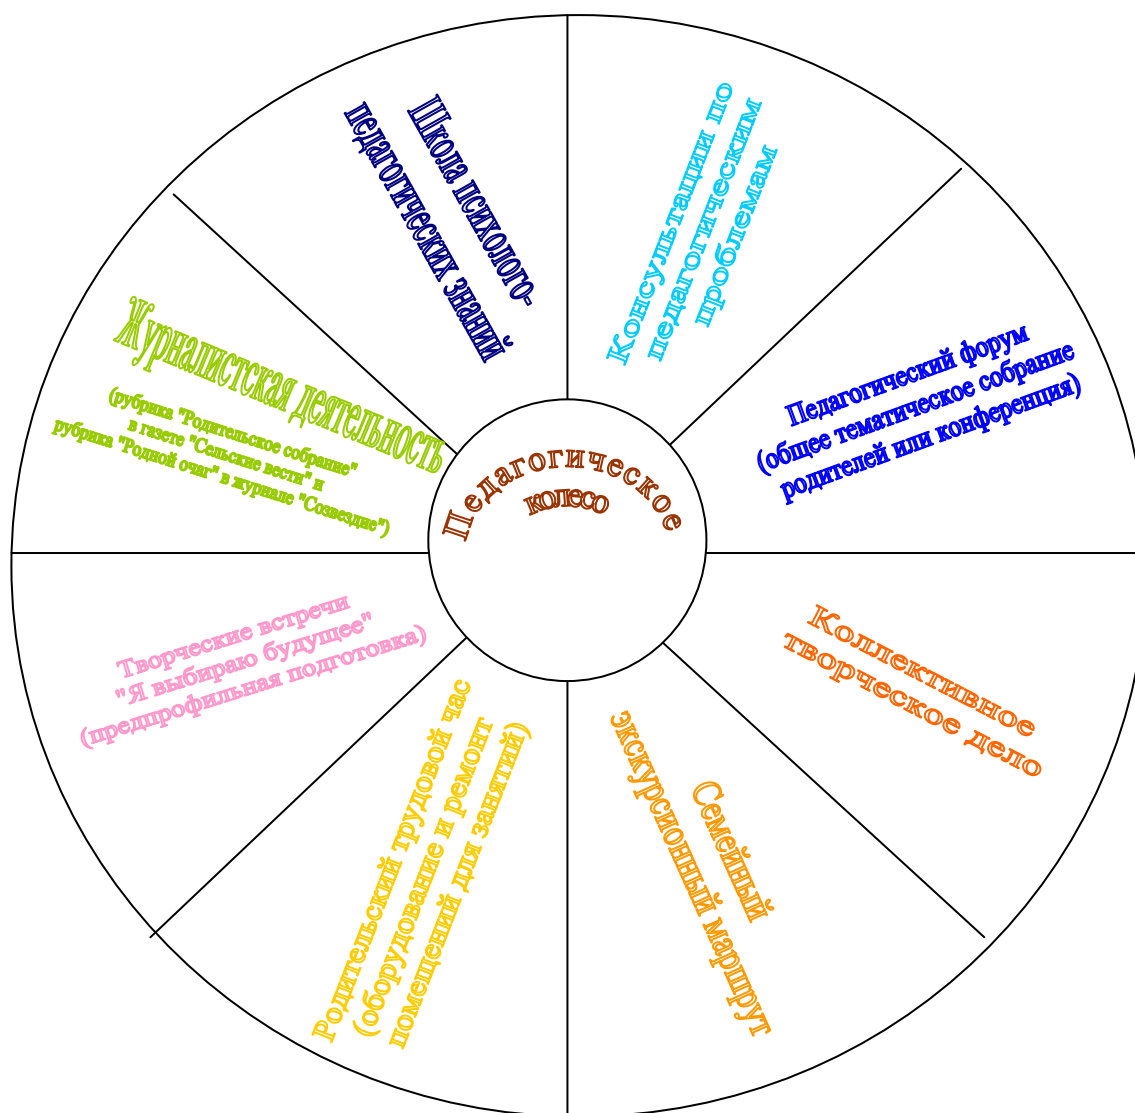 Школа психолого-
педагогических знаний
Консультации по
педагогическим
проблемам
Педагогический форум
(общее тематическое собрание
родителей или конференция)
Коллективное
творческое дело
Семейный
экскурсионный маршрут
Родительский трудовой час
(оборудование и ремонт
помещений для занятий)
Творческие встречи
"Я выбираю будущее"
(предпрофильная подготовка)
Журналистская деятельность
(рубрика "Родительское собрание"
в газете "Сельские вести" и
рубрика "Родной очаг" в журнале "Созвездие")
Педагогическое
колесо